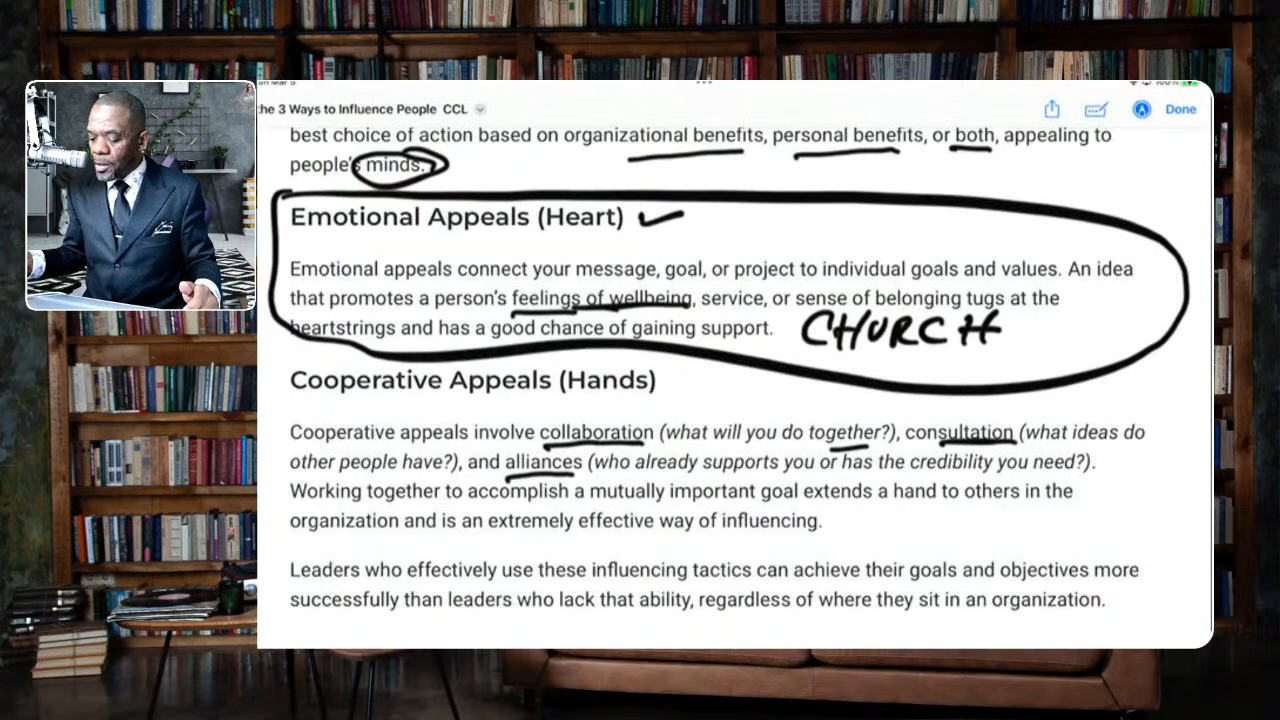 the 3 Ways to Influence People CCL
Done
best choice of action based on organizational benefits, personal benefits, or both, appealing to
people's minds.
Emotional Appeals (Heart)
Emotional appeals connect your message, goal, or project to individual goals and values. An idea
that promotes a person's feelings of wellbeing, service, or sense of belonging tugs at the
heartstrings and has a good chance of gaining support.
CHURCH
Cooperative Appeals (Hands)
Cooperative appeals involve collaboration (what will you do together?), consultation (what ideas do
other people have?), and alliances (who already supports you or has the credibility you need?).
Working together to accomplish a mutually important goal extends a hand to others in the
organization and is an extremely effective way of influencing.
Leaders who effectively use these influencing tactics can achieve their goals and objectives more
successfully than leaders who lack that ability, regardless of where they sit in an organization.